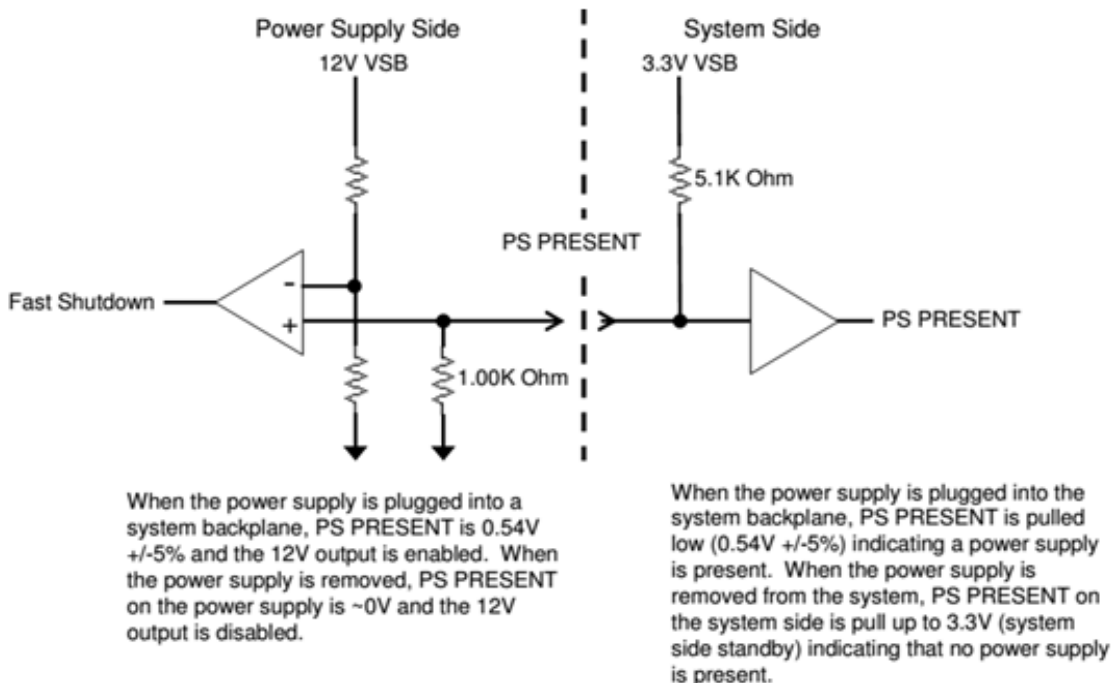 Power Supply Side
System Side
12V VSB
3.3V VSB
5.1K Ohm
PS PRESENT
Fast Shutdown
-
+
PS PRESENT
1.00K Ohm
When the power supply is plugged into a
system backplane, PS PRESENT is 0.54V
+/-5% and the 12V output is enabled. When
the power supply is removed, PS PRESENT
on the power supply is ~0V and the 12V
output is disabled.
When the power supply is plugged into the
system backplane, PS PRESENT is pulled
low (0.54V +/-5%) indicating a power supply
is present. When the power supply is
removed from the system, PS PRESENT on
the system side is pull up to 3.3V (system
side standby) indicating that no power supply
is present.